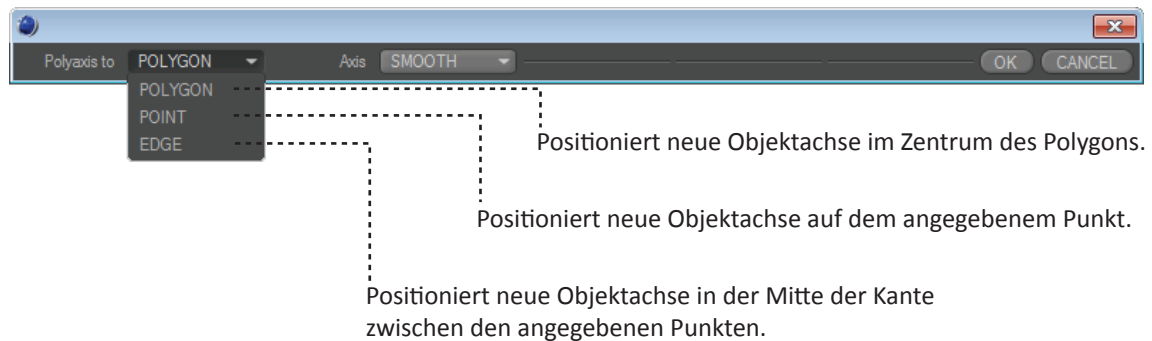 Polyaxis to POLYGON Axis SMOOTH OK CANCEL
POLYGON
POINT
EDGE
Positioniert neue Objektachse im Zentrum des Polygons.
Positioniert neue Objektachse auf dem angegebenem Punkt.
Positioniert neue Objektachse in der Mitte der Kante
zwischen den angegebenen Punkten.